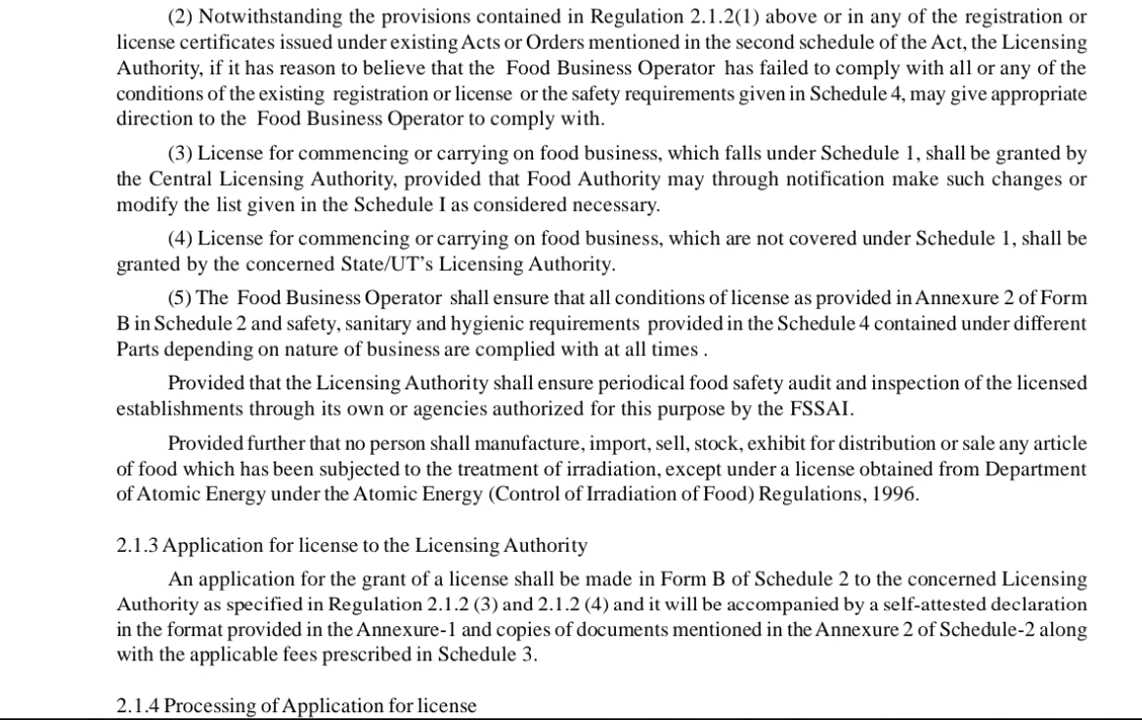 (2) Notwithstanding the provisions contained in Regulation 2.1.2(1) above or in any of the registration or
license certificates issued under existing Acts or Orders mentioned in the second schedule of the Act, the Licensing
Authority, if it has reason to believe that the Food Business Operator has failed to comply with all or any of the
conditions of the existing registration or license or the safety requirements given in Schedule 4, may give appropriate
direction to the Food Business Operator to comply with.
(3) License for commencing or carrying on food business, which falls under Schedule 1, shall be granted by
the Central Licensing Authority, provided that Food Authority may through notification make such changes or
modify the list given in the Schedule I as considered necessary.
(4) License for commencing or carrying on food business, which are not covered under Schedule 1, shall be
granted by the concerned State/UT's Licensing Authority.
(5) The Food Business Operator shall ensure that all conditions of license as provided in Annexure 2 of Form
B in Schedule 2 and safety, sanitary and hygienic requirements provided in the Schedule 4 contained under different
Parts depending on nature of business are complied with at all times .
Provided that the Licensing Authority shall ensure periodical food safety audit and inspection of the licensed
establishments through its own or agencies authorized for this purpose by the FSSAI.
Provided further that no person shall manufacture, import, sell, stock, exhibit for distribution or sale any article
of food which has been subjected to the treatment of irradiation, except under a license obtained from Department
of Atomic Energy under the Atomic Energy (Control of Irradiation of Food) Regulations, 1996.
2.1.3 Application for license to the Licensing Authority
An application for the grant of a license shall be made in Form B of Schedule 2 to the concerned Licensing
Authority as specified in Regulation 2.1.2 (3) and 2.1.2 (4) and it will be accompanied by a self-attested declaration
in the format provided in the Annexure-1 and copies of documents mentioned in the Annexure 2 of Schedule-2 along
with the applicable fees prescribed in Schedule 3.
2.1.4 Processing of Application for license